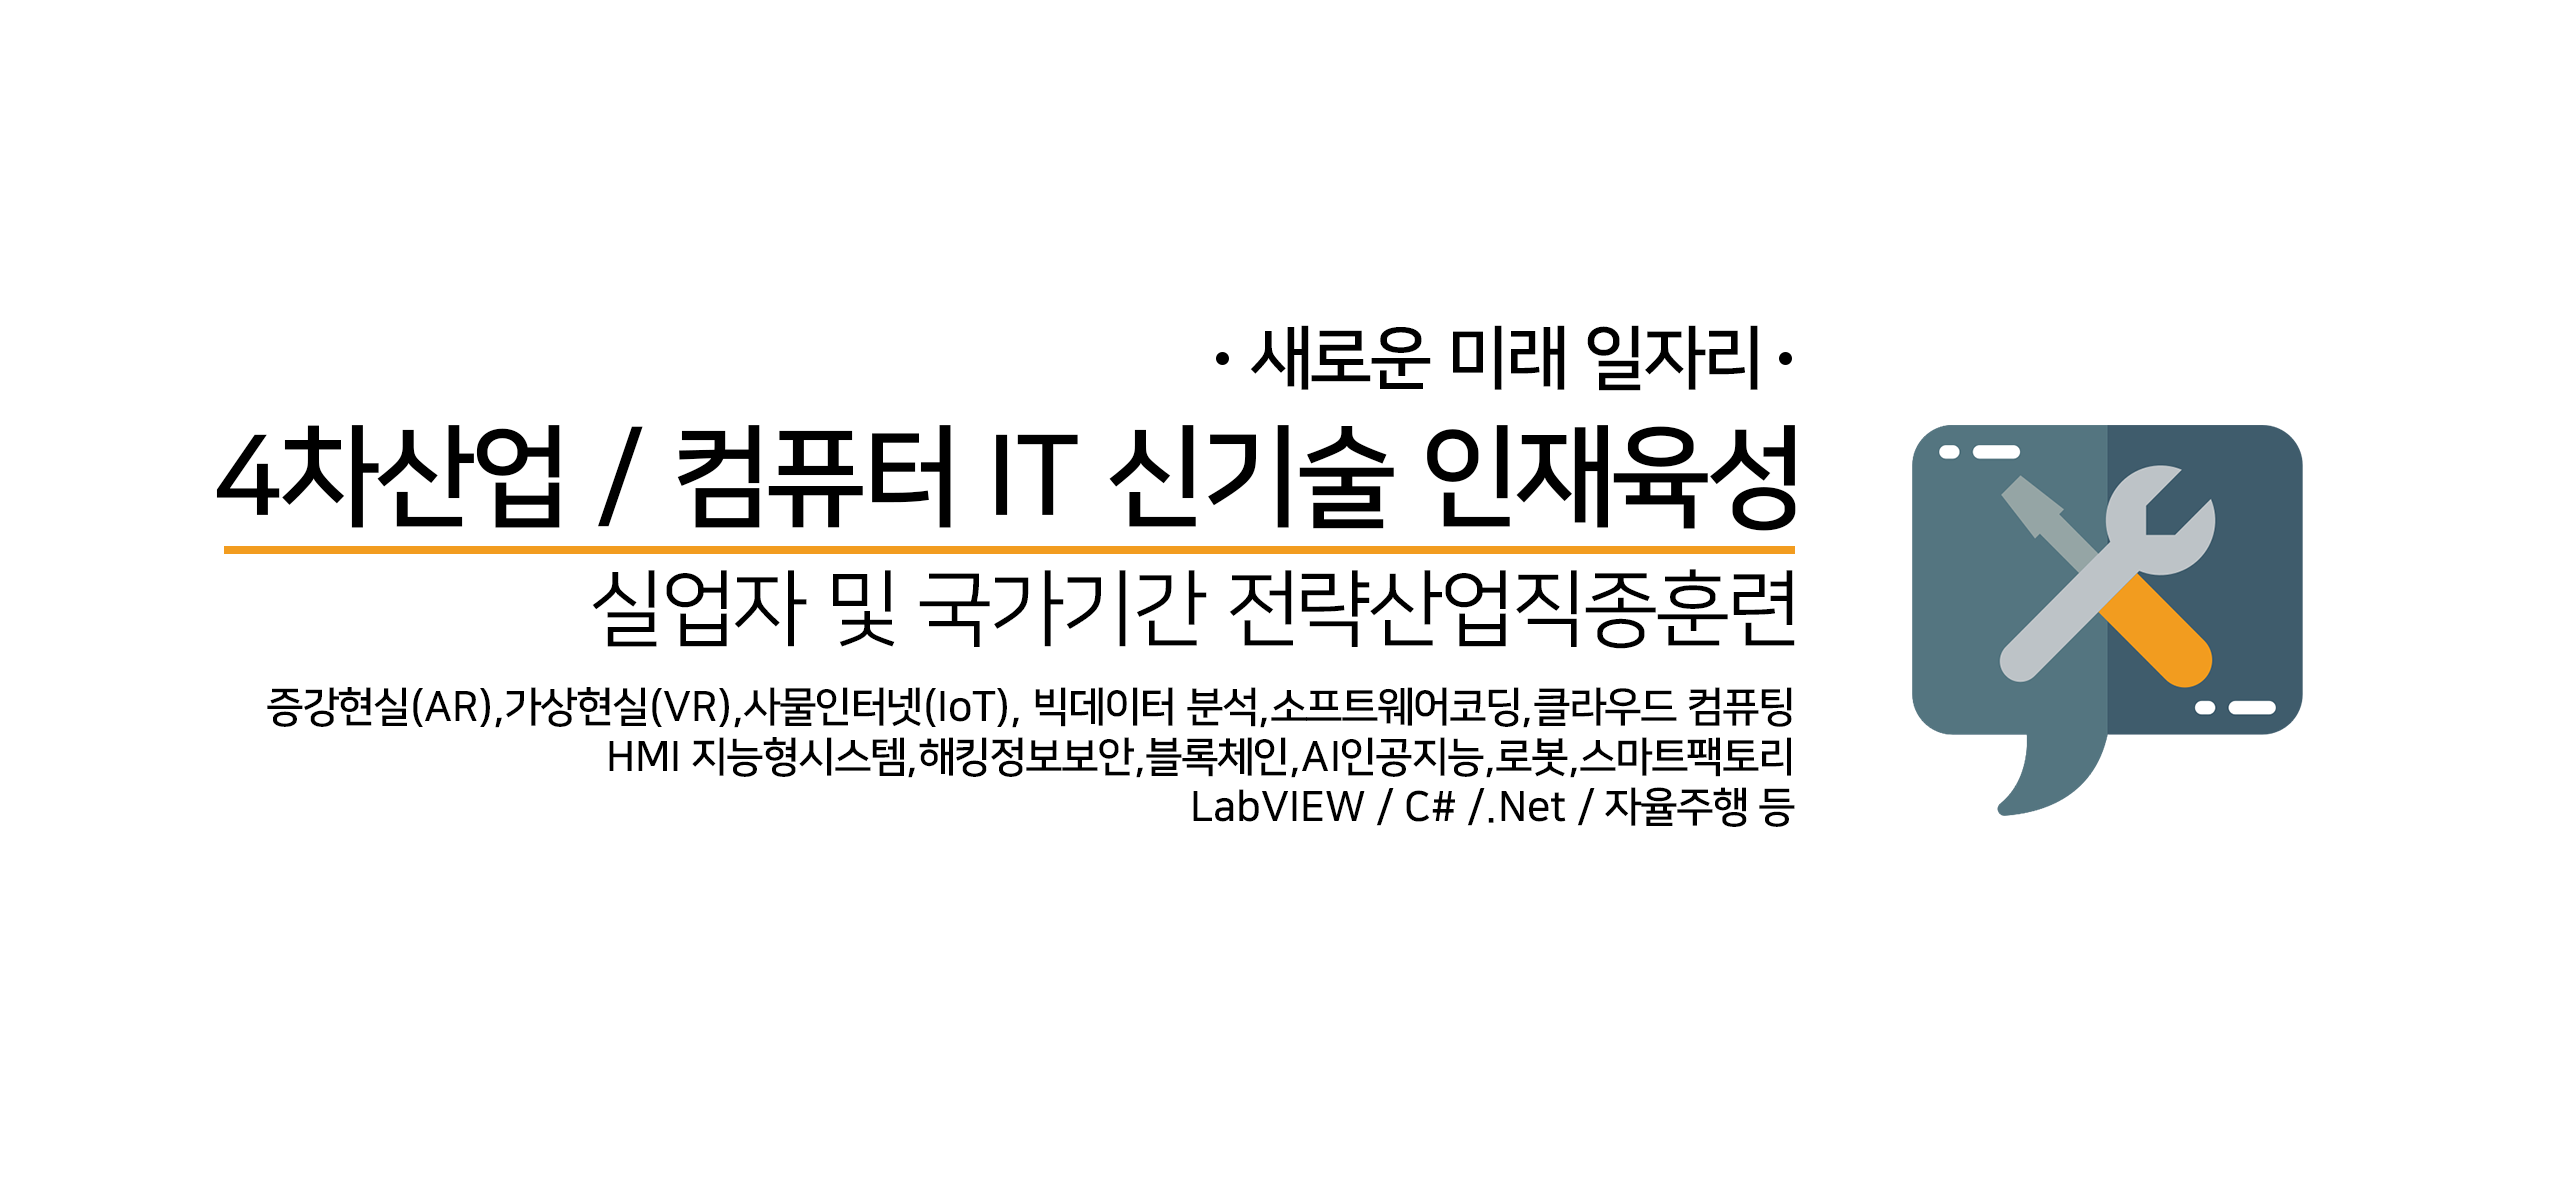 · 새로운 미래 일자리 ·
4차산업 / 컴퓨터 IT 신기술 인재육성
실업자 및 국가기간 전략산업직종훈련
증강현실(AR),가상현실(VR),사물인터넷(IoT), 빅데이터 분석,소프트웨어코딩,클라우드 컴퓨팅
HMI 지능형시스템,해킹정보보안,블록체인,AI인공지능,로봇,스마트팩토리
LabVIEW / C# /.Net / 자율주행 등